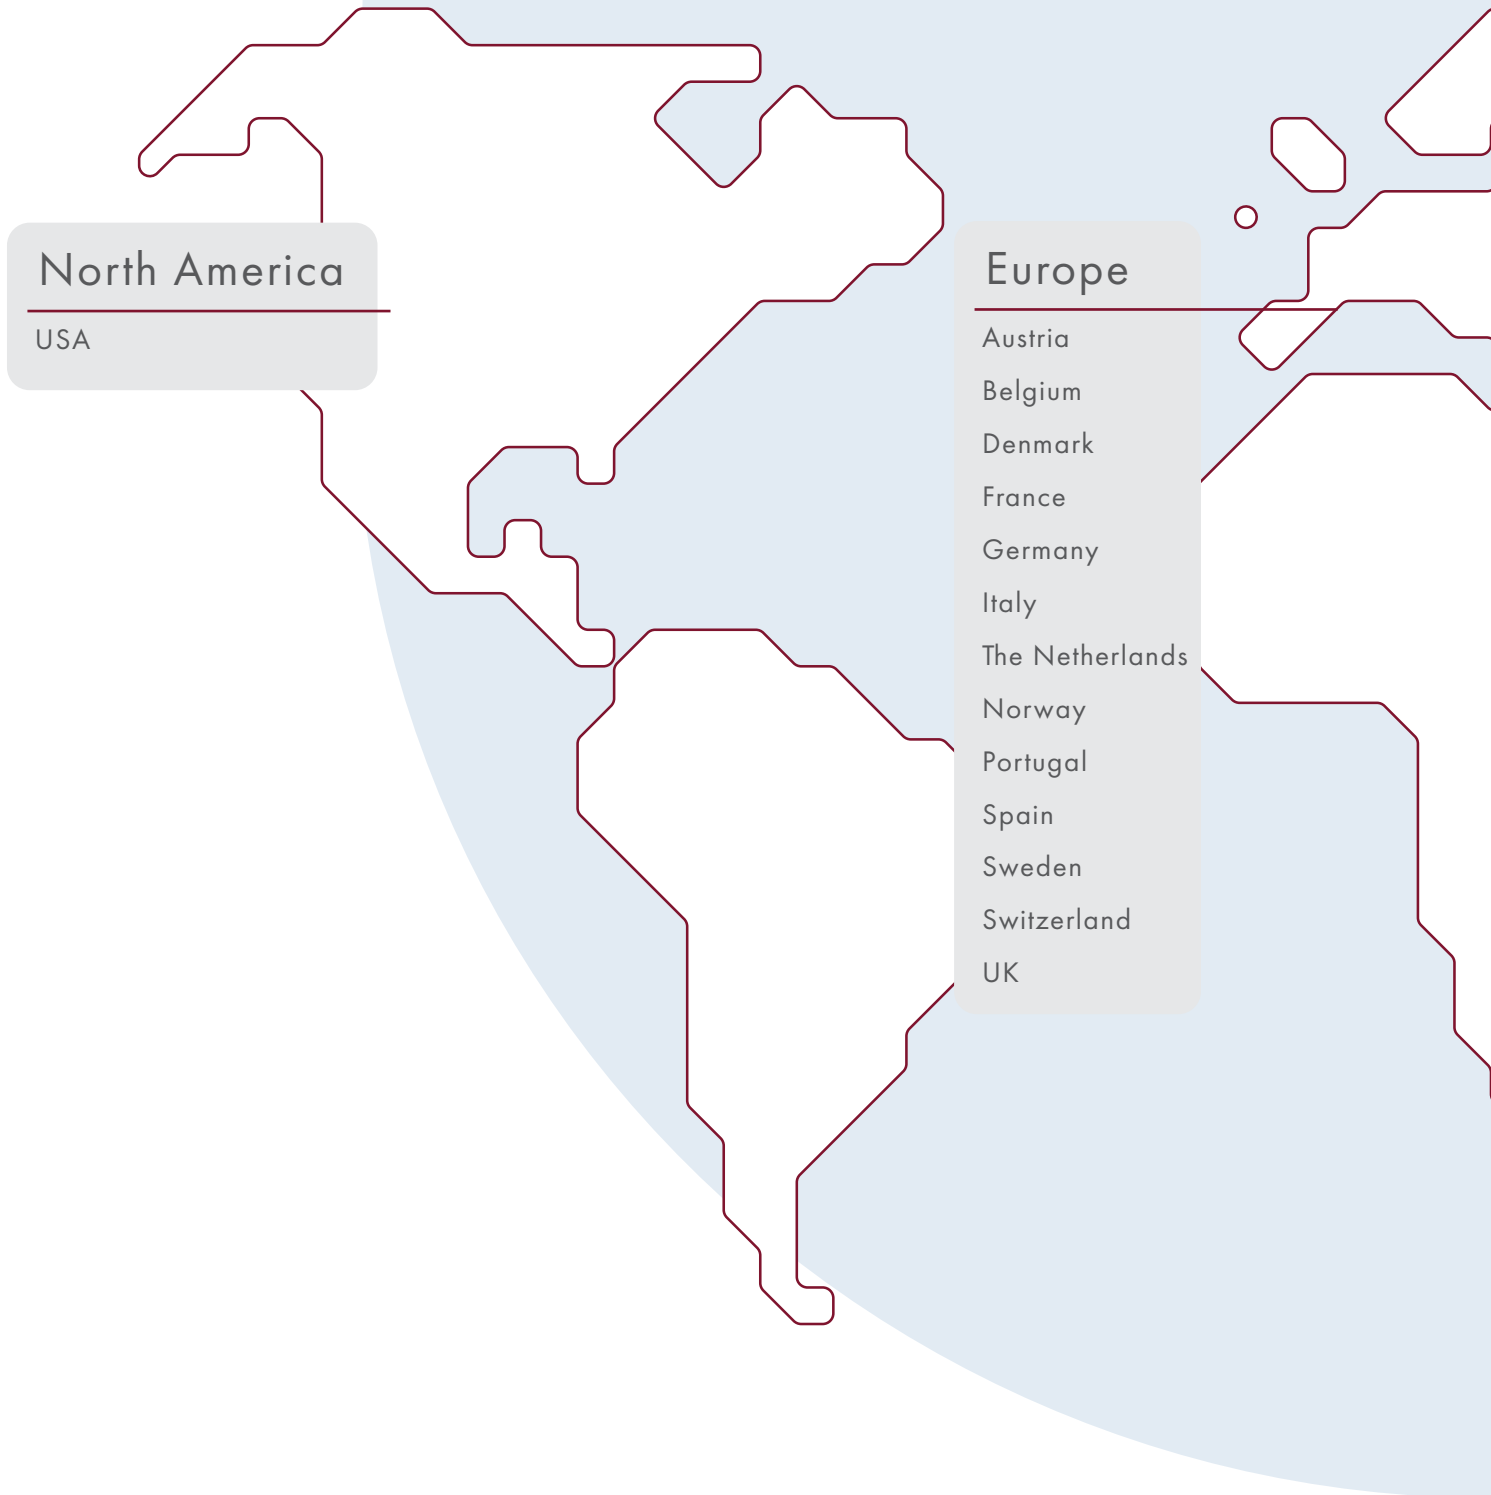 North America
USA
Europe
Austria
Belgium
Denmark
France
Germany
Italy
The Netherlands
Norway
Portugal
Spain
Sweden
Switzerland
UK